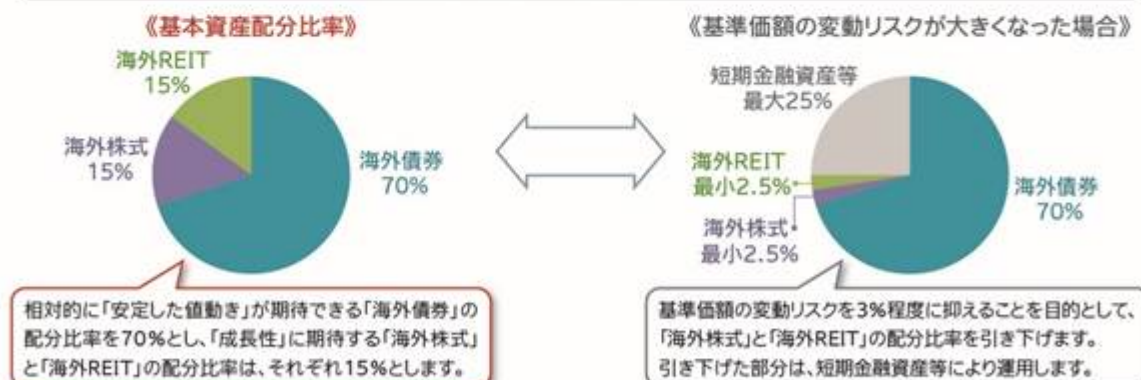 《基本資産配分比率》
海外REIT
15%
海外株式
15%
海外債券
70%
相対的に「安定した値動き」が期待できる「海外債券」の
配分比率を70%とし、「成長性」に期待する「海外株式」
と「海外REIT」の配分比率は、それぞれ15%とします。
《基準価額の変動リスクが大きくなった場合》
短期金融資産等
最大25%
海外REIT
最小2.5%
海外株式
最小2.5%
海外債券
70%
基準価額の変動リスクを3%程度に抑えることを目的として、
「海外株式」と「海外REIT」の配分比率を引き下げます。
引き下げた部分は、短期金融資産等により運用します。